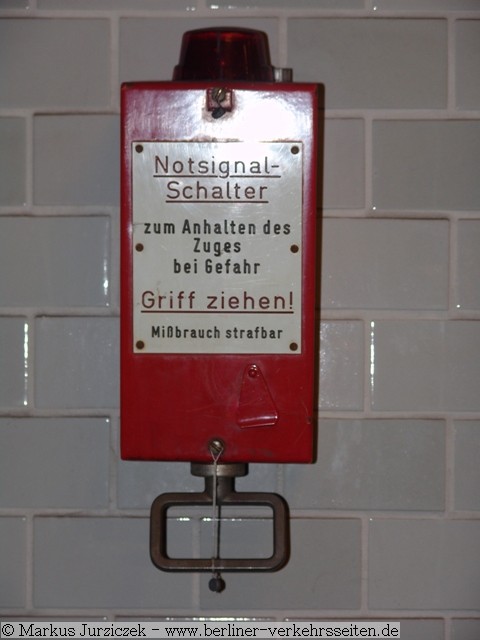 Notsignal-
Schalter
zum Anhalten des
Zuges
bei Gefahr
Griff ziehen!
Mißbrauch strafbar
© Markus Jurziczek - www.berliner-verkehrsseiten.de